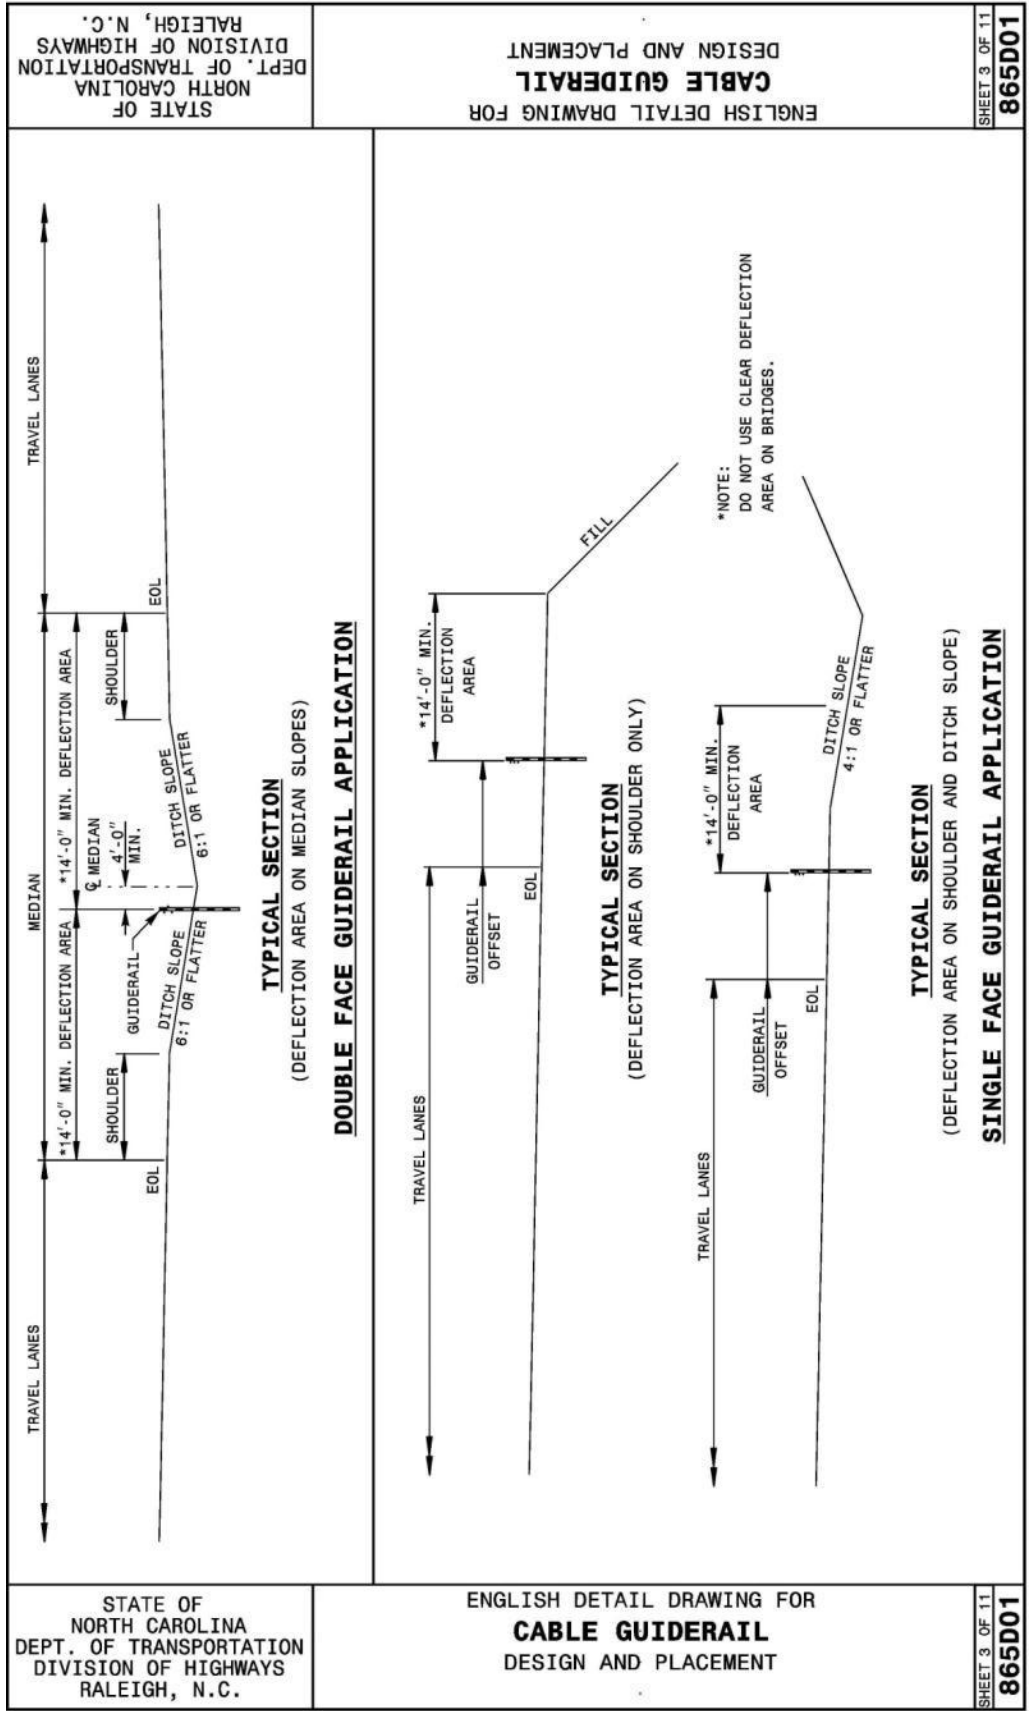 STATE OF
NORTH CAROLINA
DEPT. OF TRANSPORTATION
DIVISION OF HIGHWAYS
RALEIGH, N.C.
ENGLISH DETAIL DRAWING FOR
CABLE GUIDERAIL
DESIGN AND PLACEMENT
SHEET 3 OF 11
865D01
TRAVEL LANES
MEDIAN
TRAVEL LANES
*14'-0" MIN. DEFLECTION AREA
*14'-0" MIN. DEFLECTION AREA
℄ MEDIAN
SHOULDER
GUIDERAIL
4'-0"
MIN.
SHOULDER
EOL
DITCH SLOPE
6:1 OR FLATTER
DITCH SLOPE
6:1 OR FLATTER
EOL
TYPICAL SECTION
(DEFLECTION AREA ON MEDIAN SLOPES)
DOUBLE FACE GUIDERAIL APPLICATION
TRAVEL LANES
*14'-0" MIN.
DEFLECTION
AREA
GUIDERAIL
OFFSET
EOL
FILL
TYPICAL SECTION
(DEFLECTION AREA ON SHOULDER ONLY)
TRAVEL LANES
*14'-0" MIN.
DEFLECTION
AREA
*NOTE:
DO NOT USE CLEAR DEFLECTION
AREA ON BRIDGES.
GUIDERAIL
OFFSET
EOL
DITCH SLOPE
4:1 OR FLATTER
TYPICAL SECTION
(DEFLECTION AREA ON SHOULDER AND DITCH SLOPE)
SINGLE FACE GUIDERAIL APPLICATION
STATE OF
NORTH CAROLINA
DEPT. OF TRANSPORTATION
DIVISION OF HIGHWAYS
RALEIGH, N.C.
ENGLISH DETAIL DRAWING FOR
CABLE GUIDERAIL
DESIGN AND PLACEMENT
SHEET 3 OF 11
865D01